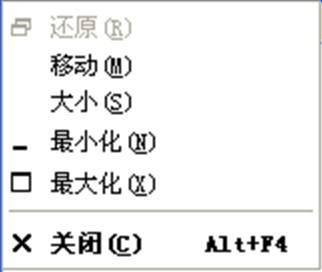 还原(R)
移动(M)
大小(S)
最小化(N)
最大化(X)
关闭(C) Alt+F4